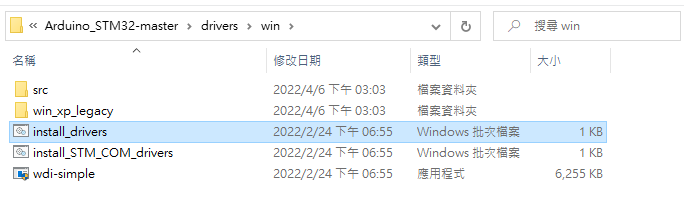 « Arduino_STM32-master › drivers › win › 搜尋 win
名稱 修改日期 類型 大小
src 2022/4/6 下午 03:03 檔案資料夾
win_xp_legacy 2022/4/6 下午 03:03 檔案資料夾
install_drivers 2022/2/24 下午 06:55 Windows 批次檔案 1 KB
install_STM_COM_drivers 2022/2/24 下午 06:55 Windows 批次檔案 1 KB
wdi-simple 2022/2/24 下午 06:55 應用程式 6,255 KB